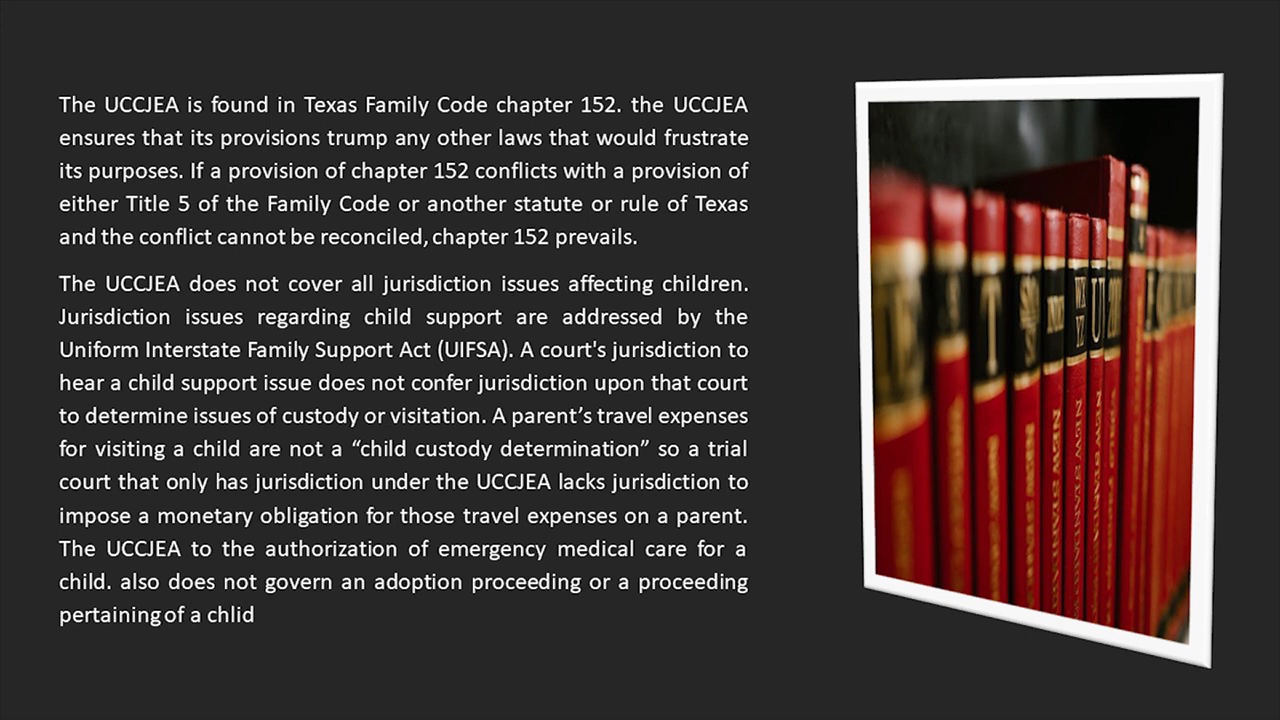 The UCCJEA is found in Texas Family Code chapter 152. the UCCJEA
ensures that its provisions trump any other laws that would frustrate
its purposes. If a provision of chapter 152 conflicts with a provision of
either Title 5 of the Family Code or another statute or rule of Texas
and the conflict cannot be reconciled, chapter 152 prevails.
The UCCJEA does not cover all jurisdiction issues affecting children.
Jurisdiction issues regarding child support are addressed by the
Uniform Interstate Family Support Act (UIFSA). A court's jurisdiction to
hear a child support issue does not confer jurisdiction upon that court
to determine issues of custody or visitation. A parent’s travel expenses
for visiting a child are not a “child custody determination” so a trial
court that only has jurisdiction under the UCCJEA lacks jurisdiction to
impose a monetary obligation for those travel expenses on a parent.
The UCCJEA to the authorization of emergency medical care for a
child. also does not govern an adoption proceeding or a proceeding
pertaining of a chlid
T
U